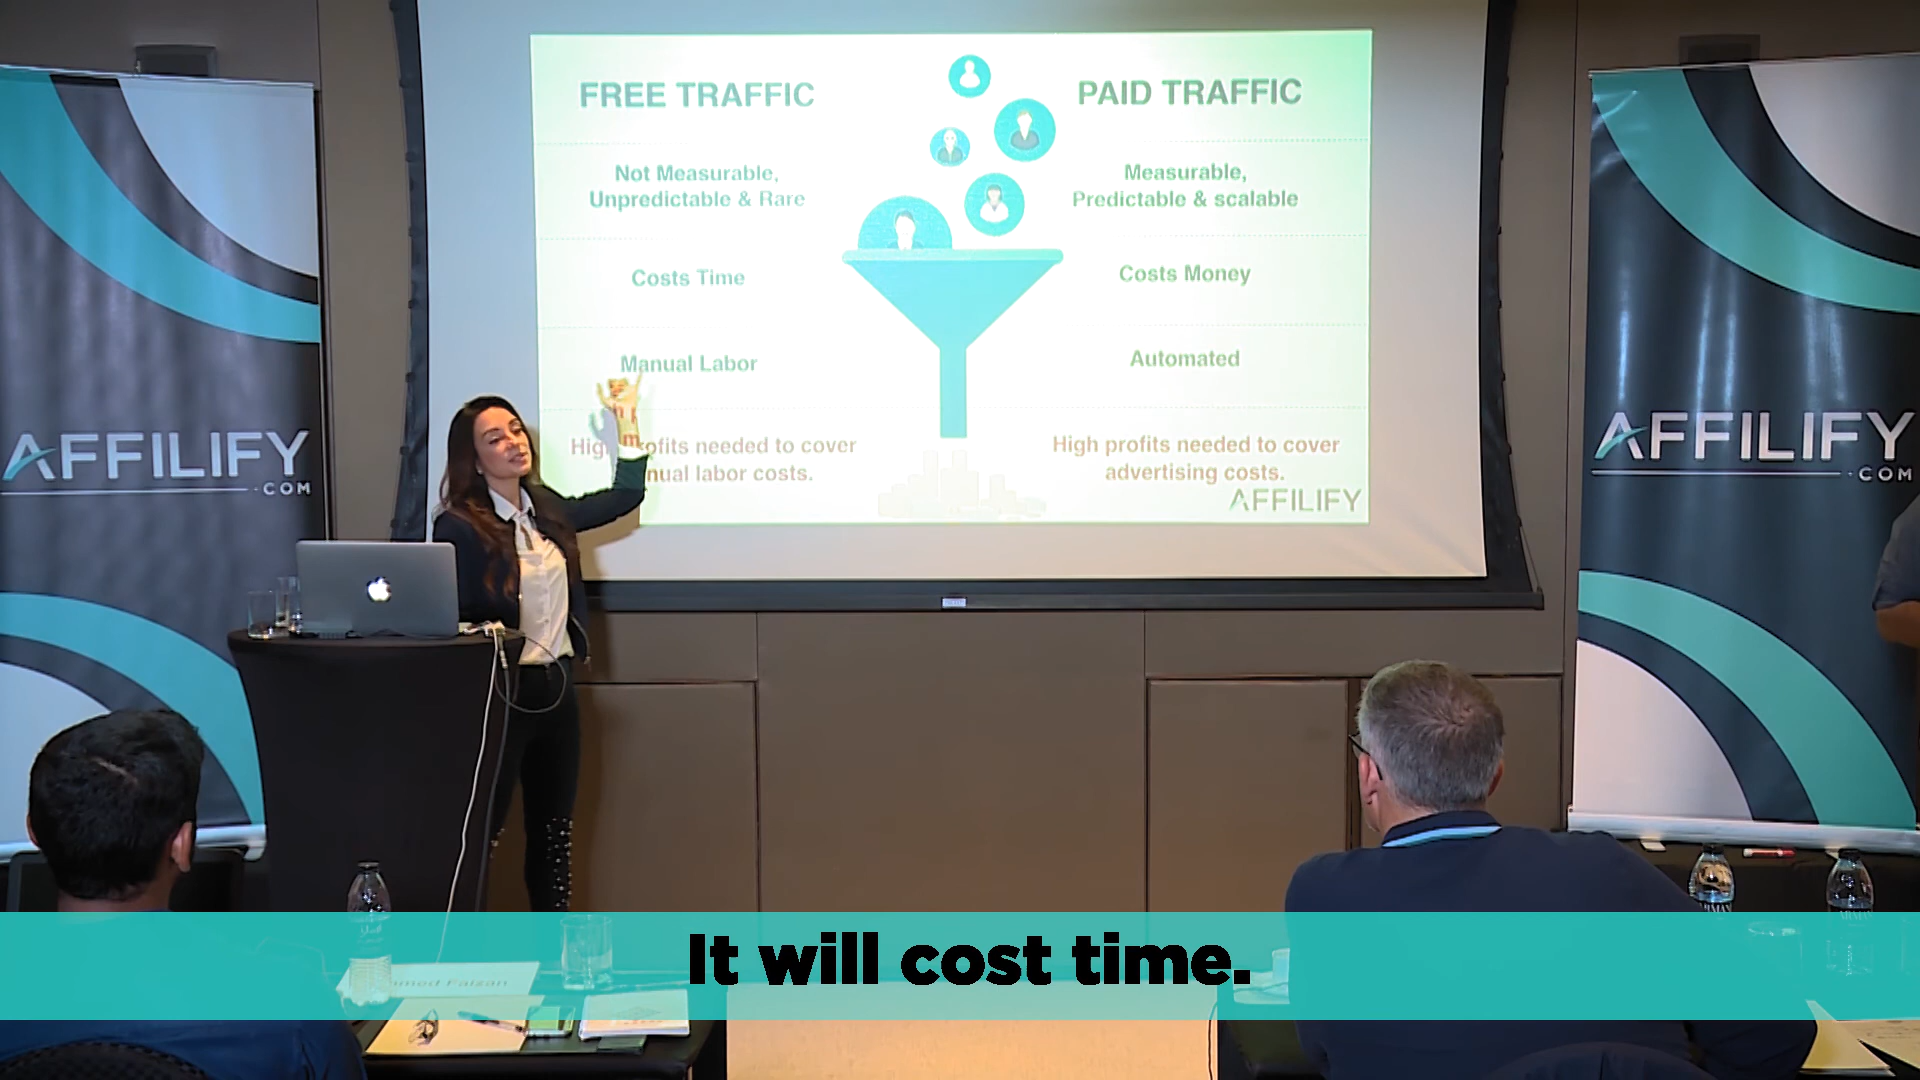 FREE TRAFFIC
Not Measurable,
Unpredictable & Rare
Costs Time
Manual Labor
profits needed to cover
labor costs.
PAID TRAFFIC
Measurable,
Predictable & scalable
Costs Money
Automated
High profits needed to cover
advertising costs.
AFFILIFY
AFFILIFY
.COM
AFFILIFY
.COM
It will cost time.
Faizan